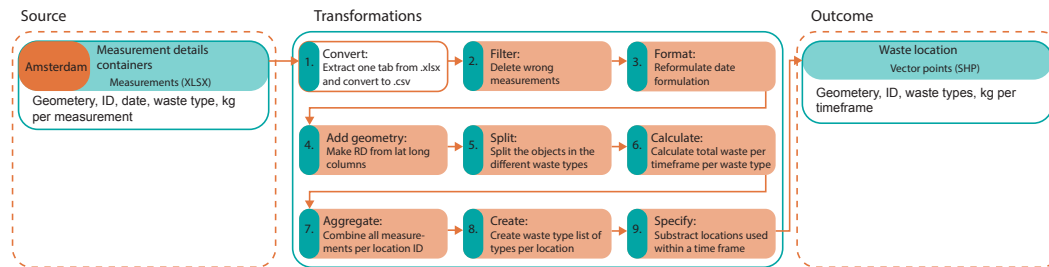 Source
Transformations
Outcome
Amsterdam
Measurement details
containers
Measurements (XLSX)
Geometery, ID, date, waste type, kg
per measurement
1.
Convert:
Extract one tab from .xlsx
and convert to .csv
2.
Filter:
Delete wrong
measurements
3.
Format:
Reformulate date
formulation
4.
Add geometry:
Make RD from lat long
columns
5.
Split:
Split the objects in the
different waste types
6.
Calculate:
Calculate total waste per
timeframe per waste type
7.
Aggregate:
Combine all measure-
ments per location ID
8.
Create:
Create waste type list of
types per location
9.
Specify:
Substract locations used
within a time frame
Waste location
Vector points (SHP)
Geometery, ID, waste types, kg per
timeframe